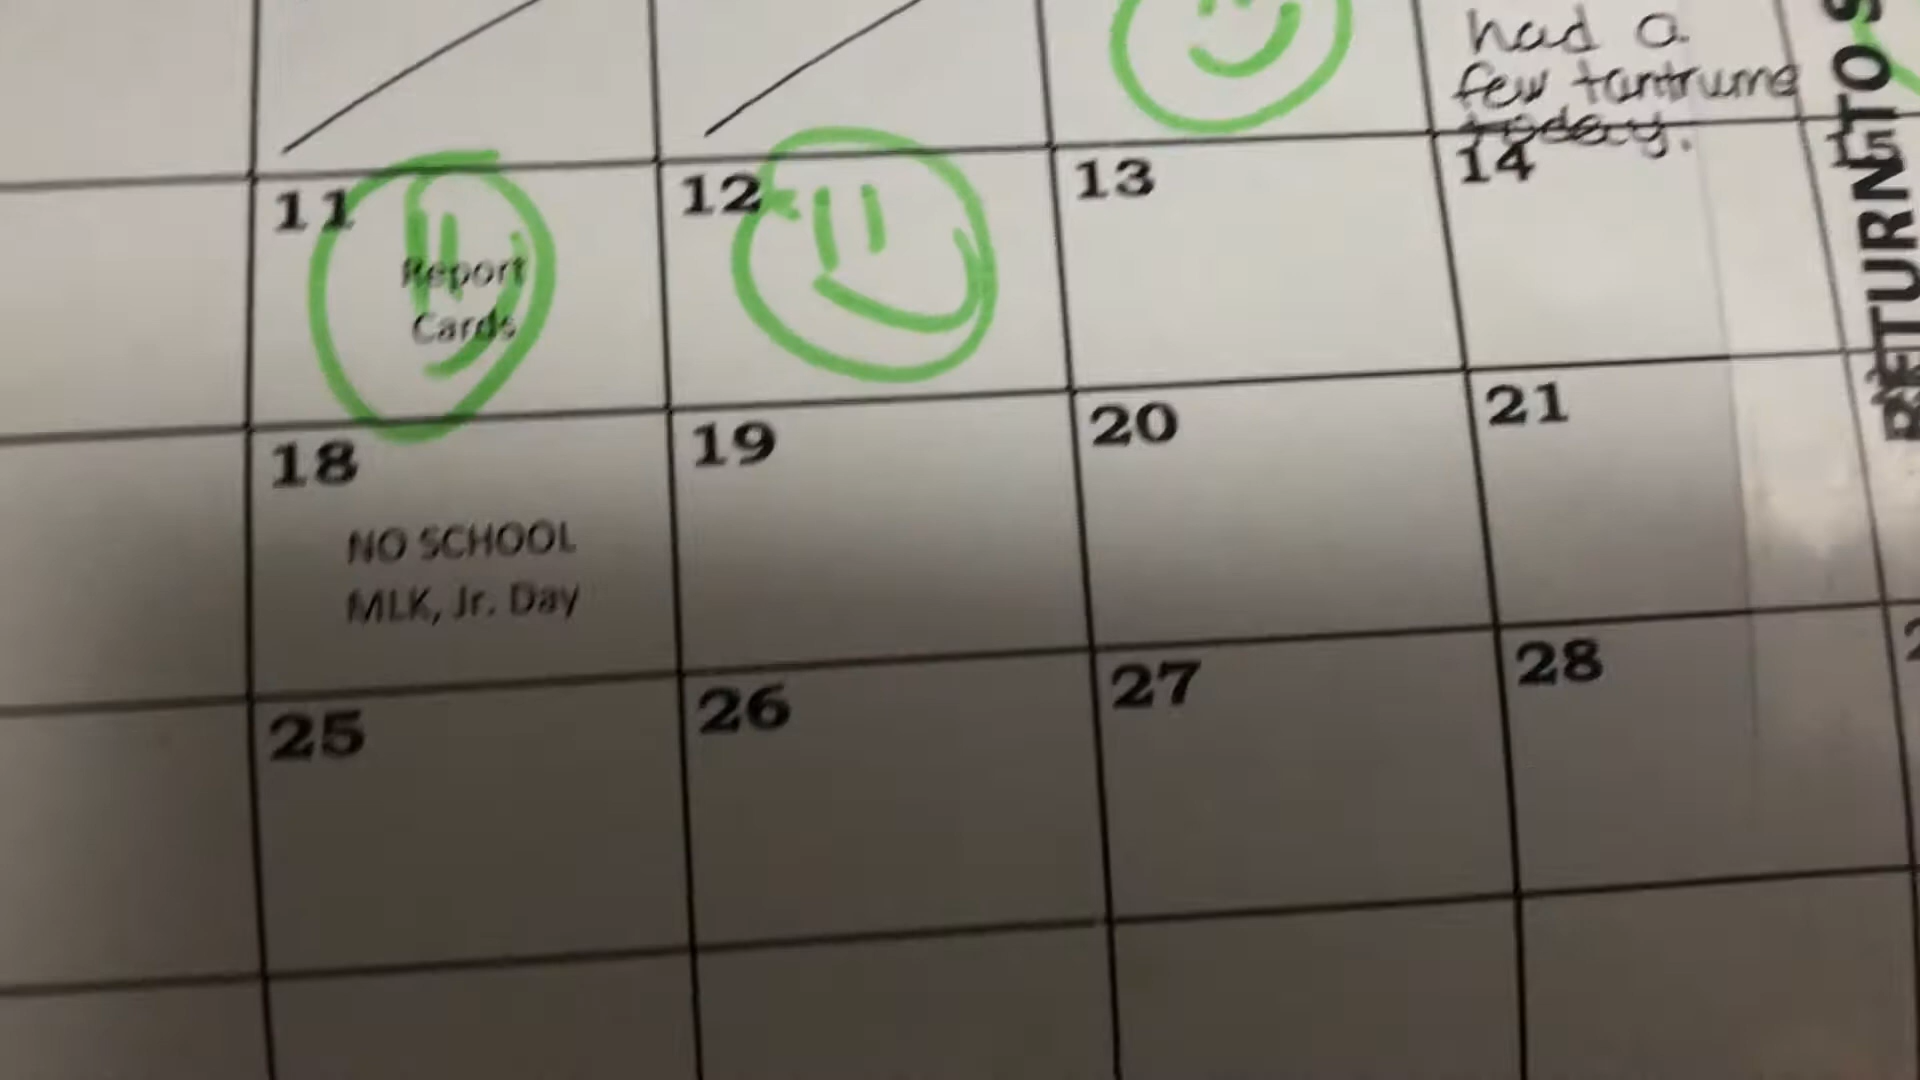 had a
few tantrums
today.
11
Report
Cards
12
13
14
15
RETURN TO
18
NO SCHOOL
MLK, Jr. Day
19
20
21
25
26
27
28